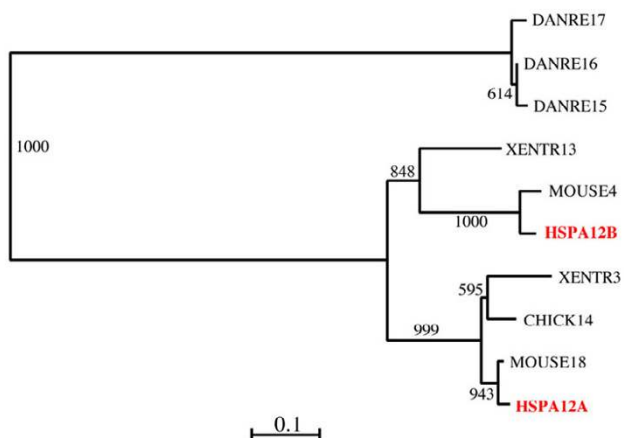 DANRE17
DANRE16
614
DANRE15
1000
XENTR13
848
MOUSE4
1000
HSPA12B
XENTR3
595
CHICK14
999
MOUSE18
943
HSPA12A
0.1